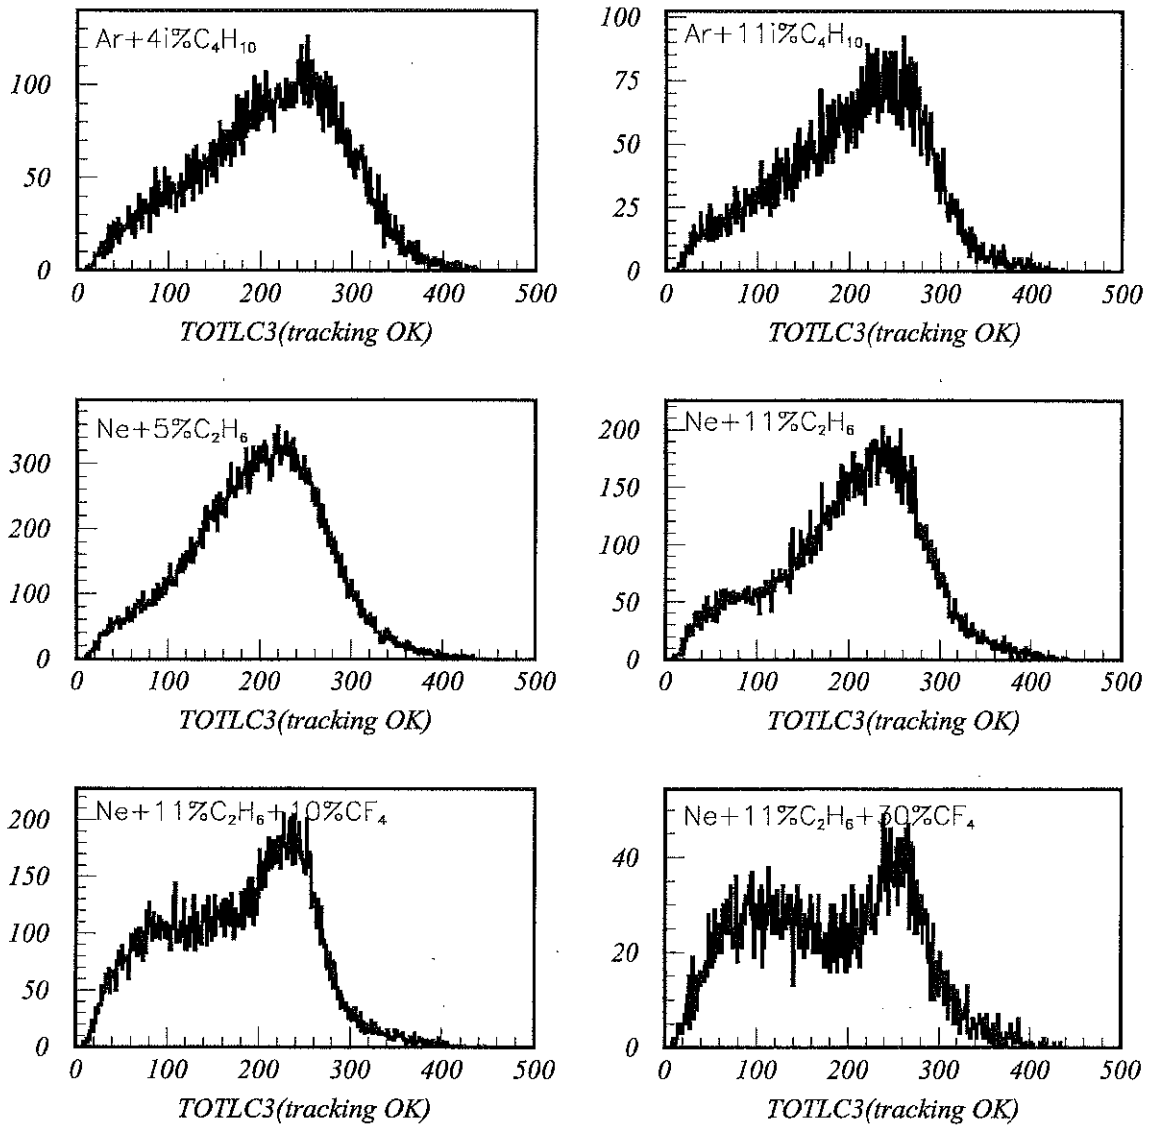 Ar+4i%C₄H₁₀
100
50
0
0 100 200 300 400 500
TOTLC3(tracking OK)
Ar+11i%C₄H₁₀
100
75
50
25
0
0 100 200 300 400 500
TOTLC3(tracking OK)
Ne+5%C₂H₆
300
200
100
0
0 100 200 300 400 500
TOTLC3(tracking OK)
Ne+11%C₂H₆
200
150
100
50
0
0 100 200 300 400 500
TOTLC3(tracking OK)
Ne+11%C₂H₆+10%CF₄
200
150
100
50
0
0 100 200 300 400 500
TOTLC3(tracking OK)
Ne+11%C₂H₆+30%CF₄
40
20
0
0 100 200 300 400 500
TOTLC3(tracking OK)